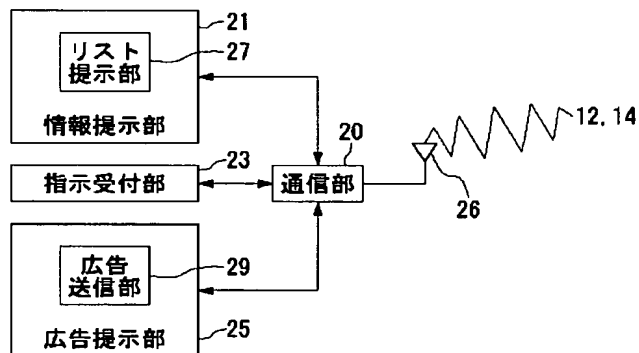 21
リスト
提示部
27
情報提示部
12, 14
23
指示受付部
20
通信部
26
広告
送信部
29
広告提示部
25